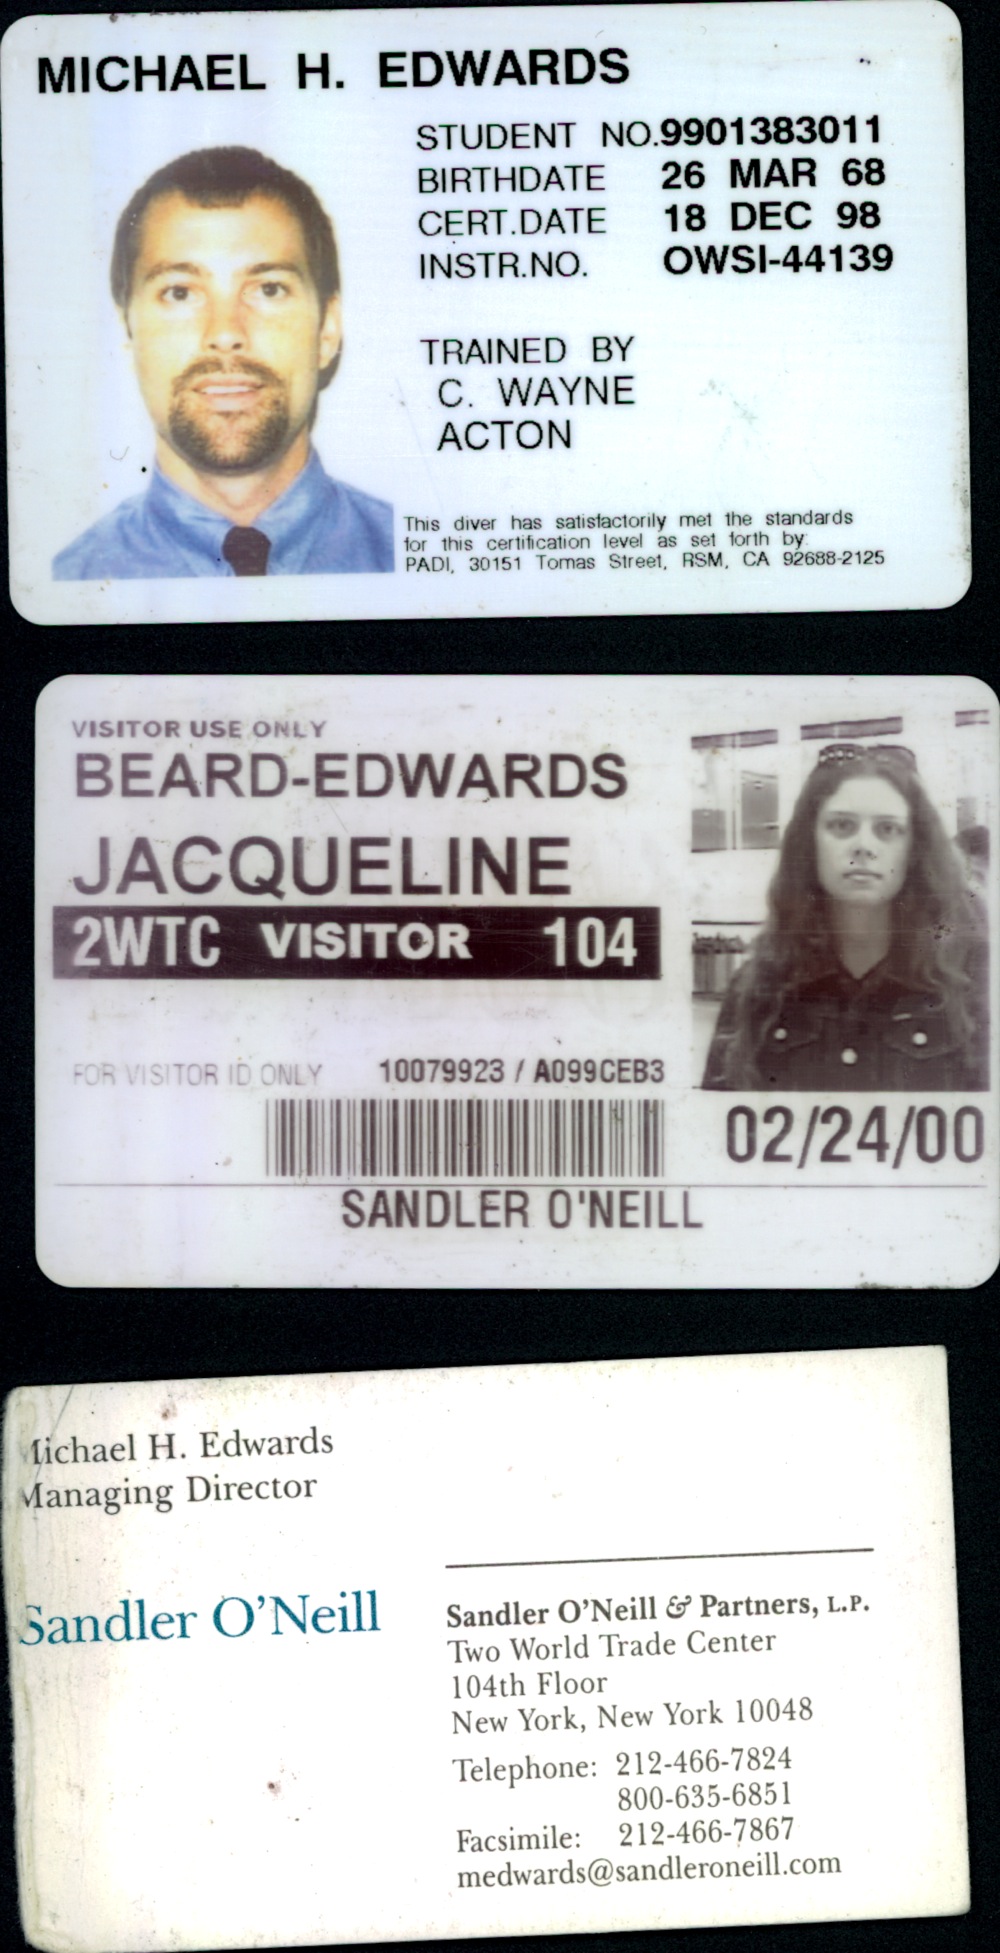 MICHAEL H. EDWARDS
STUDENT NO.9901383011
BIRTHDATE 26 MAR 68
CERT.DATE 18 DEC 98
INSTR.NO. OWSI-44139
TRAINED BY
C. WAYNE
ACTON
This diver has satisfactorily met the standards
for this certification level as set forth by:
PADI, 30151 Tomas Street, RSM, CA 92688-2125
VISITOR USE ONLY
BEARD-EDWARDS
JACQUELINE
2WTC VISITOR 104
FOR VISITOR ID ONLY 10079923 / A099CEB3
02/24/00
SANDLER O'NEILL
Michael H. Edwards
Managing Director
Sandler O'Neill
Sandler O'Neill & Partners, L.P.
Two World Trade Center
104th Floor
New York, New York 10048
Telephone: 212-466-7824
800-635-6851
Facsimile: 212-466-7867
medwards@sandleroneill.com